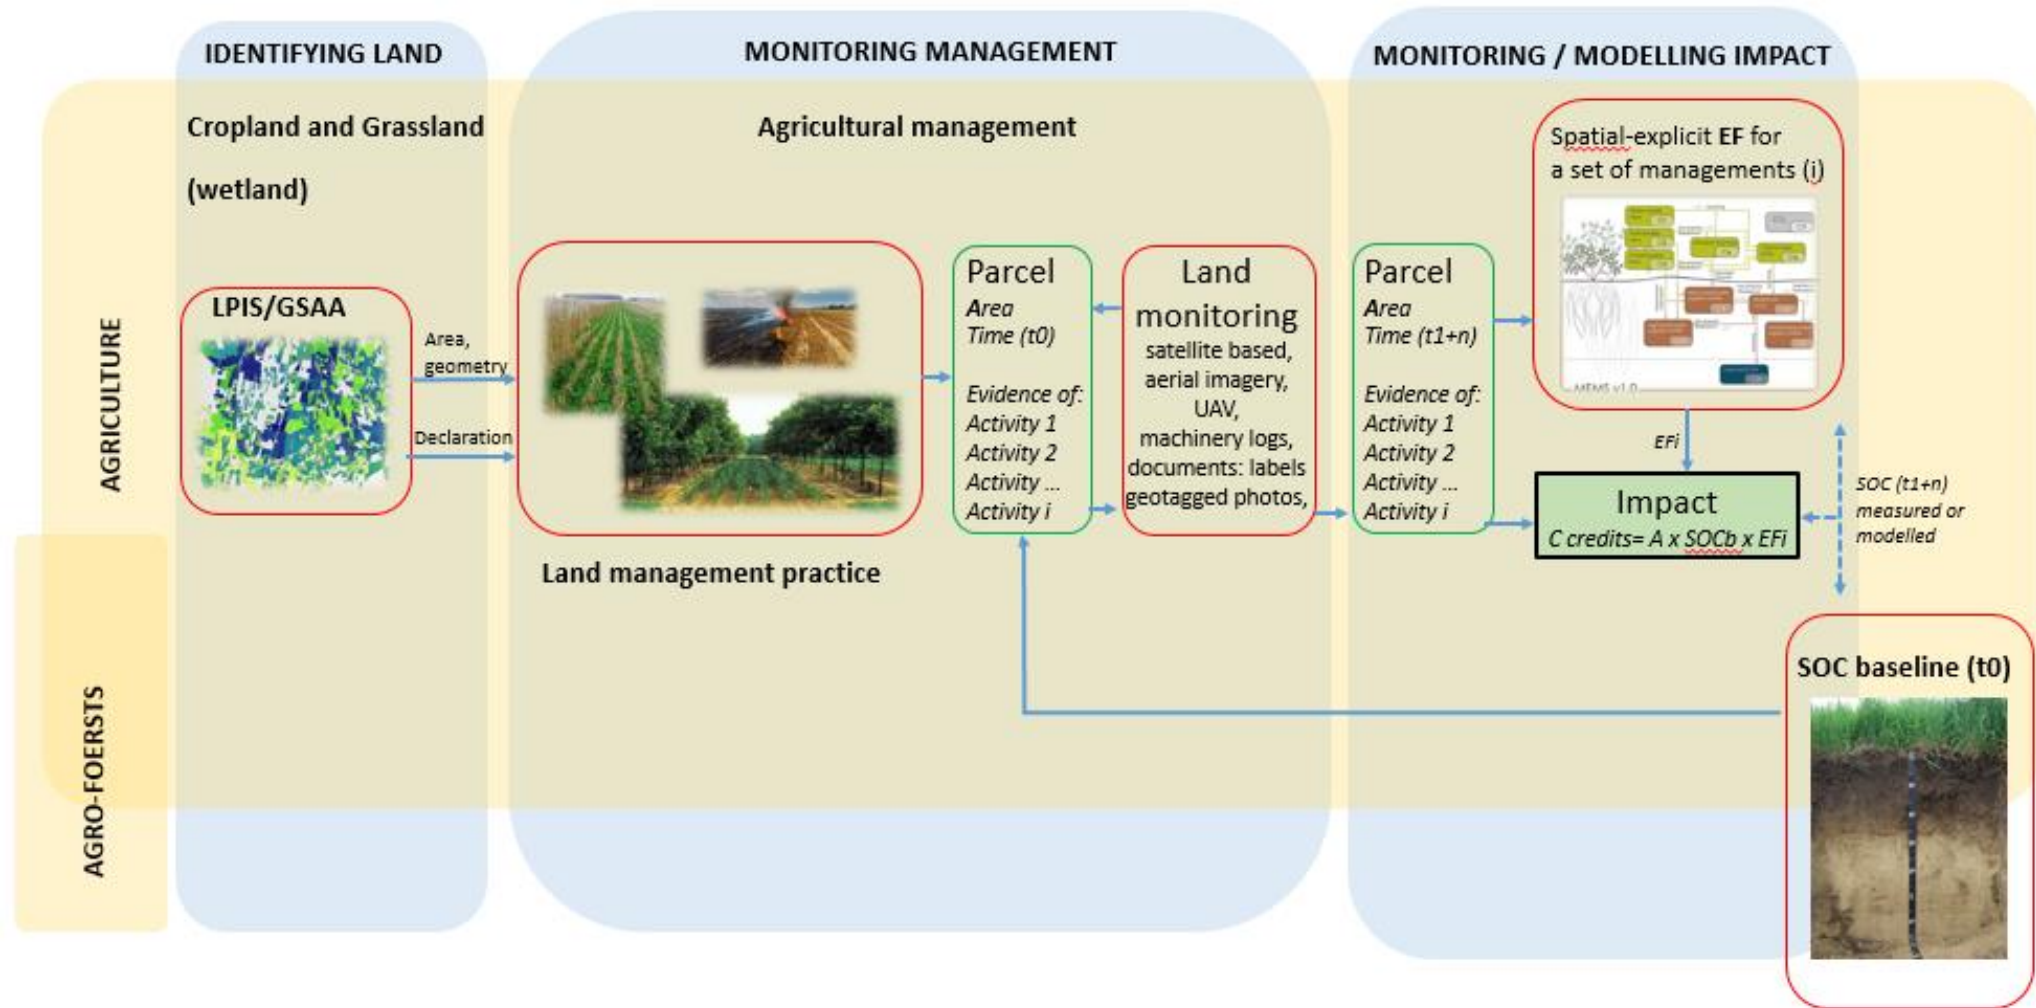 IDENTIFYING LAND
MONITORING MANAGEMENT
MONITORING / MODELLING IMPACT
Cropland and Grassland
(wetland)
Agricultural management
Spatial-explicit EF for
a set of managements (i)
MEMS v1.0
AGRICULTURE
AGRO-FOERSTS
LPIS/GSAA
Area,
geometry
Declaration
Land management practice
Parcel
Area
Time (t0)
Evidence of:
Activity 1
Activity 2
Activity ...
Activity i
Land
monitoring
satellite based,
aerial imagery,
UAV,
machinery logs,
documents: labels
geotagged photos,
Parcel
Area
Time (t1+n)
Evidence of:
Activity 1
Activity 2
Activity ...
Activity i
EFi
Impact
C credits= A x SOCb x EFi
SOC (t1+n)
measured or
modelled
SOC baseline (t0)